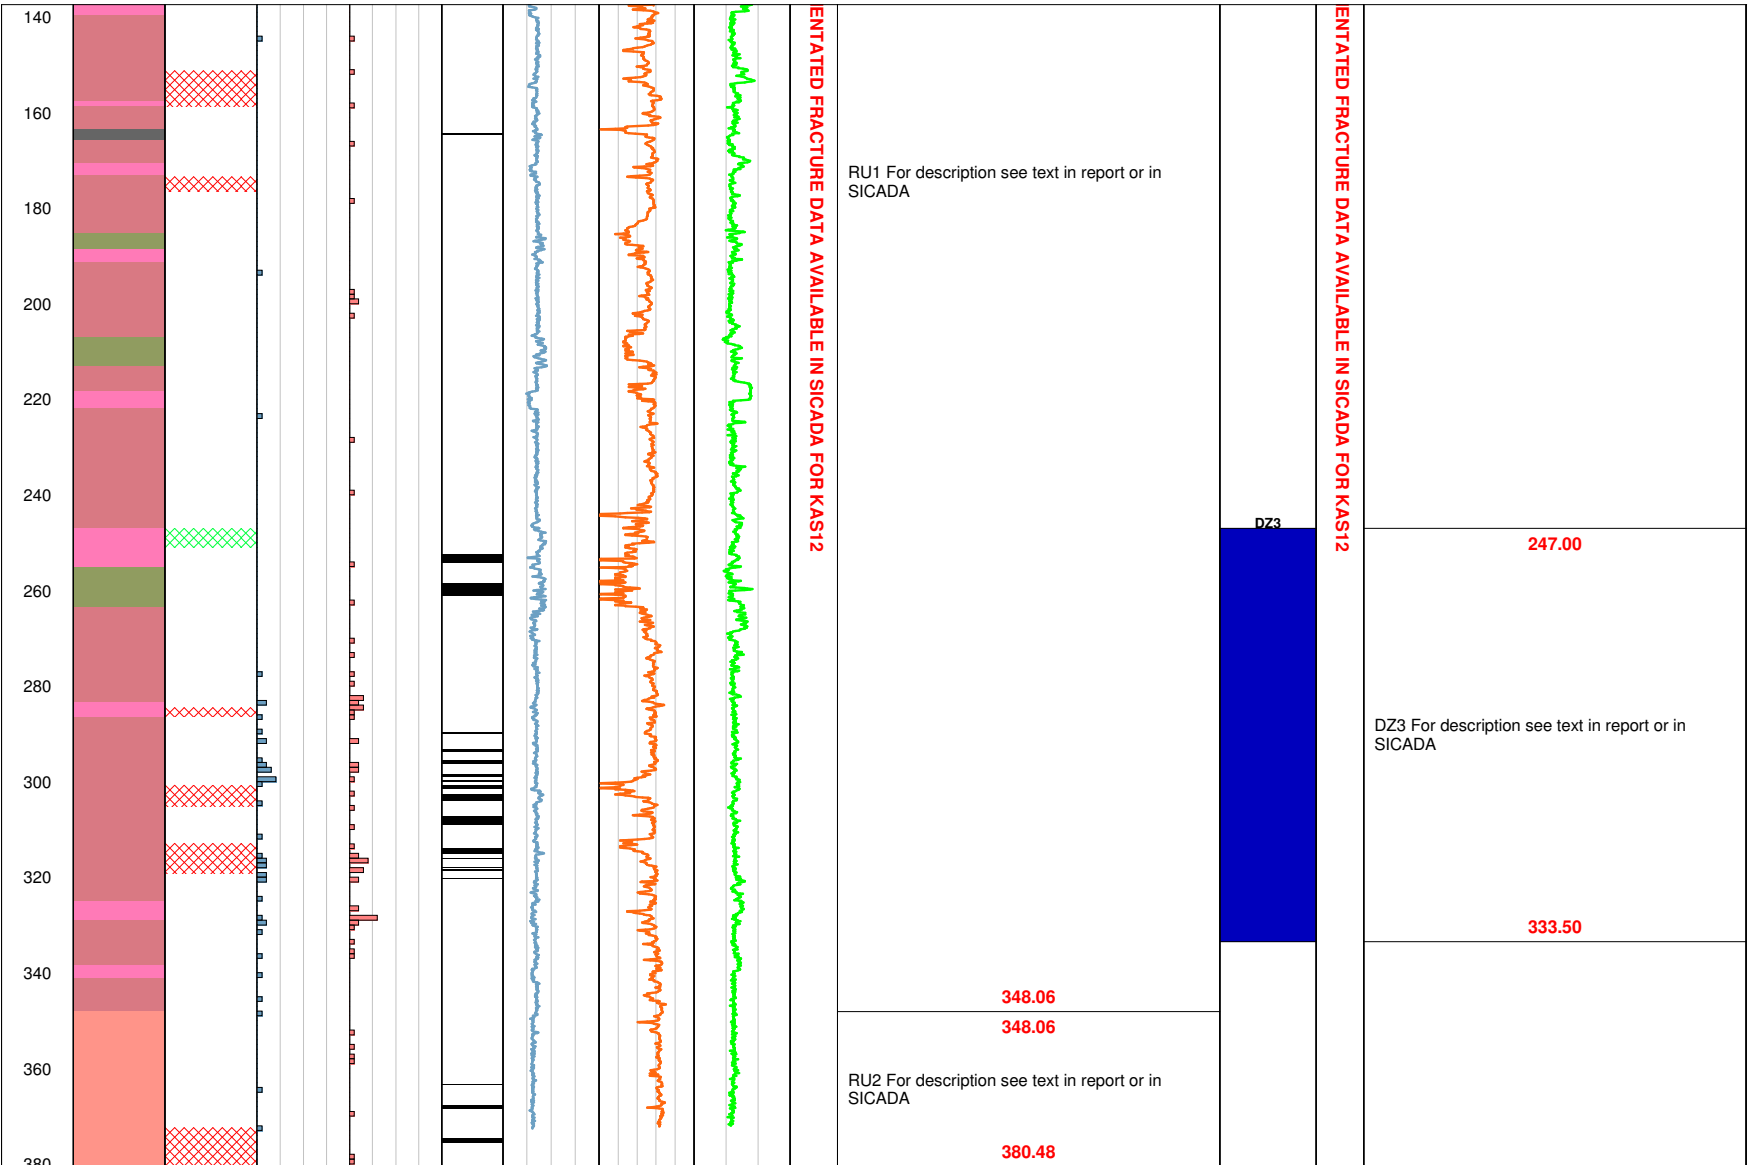 140
160
180
200
220
240
260
280
300
320
340
360
380
ENTATED FRACTURE DATA AVAILABLE IN SICADA FOR KAS12
RU1 For description see text in report or in
SICADA
348.06
348.06
RU2 For description see text in report or in
SICADA
380.48
DZ3
ENTATED FRACTURE DATA AVAILABLE IN SICADA FOR KAS12
247.00
DZ3 For description see text in report or in
SICADA
333.50